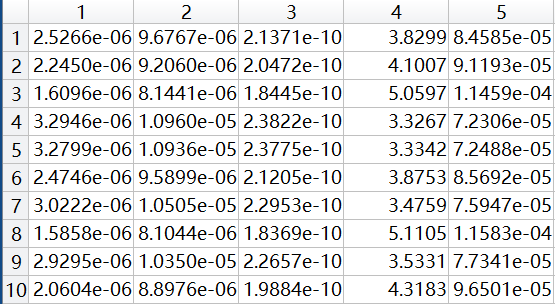 1 2 3 4 5
1 2.5266e-06 9.6767e-06 2.1371e-10 3.8299 8.4585e-05
2 2.2450e-06 9.2060e-06 2.0472e-10 4.1007 9.1193e-05
3 1.6096e-06 8.1441e-06 1.8445e-10 5.0597 1.1459e-04
4 3.2946e-06 1.0960e-05 2.3822e-10 3.3267 7.2306e-05
5 3.2799e-06 1.0936e-05 2.3775e-10 3.3342 7.2488e-05
6 2.4746e-06 9.5899e-06 2.1205e-10 3.8753 8.5692e-05
7 3.0222e-06 1.0505e-05 2.2953e-10 3.4759 7.5947e-05
8 1.5858e-06 8.1044e-06 1.8369e-10 5.1105 1.1583e-04
9 2.9295e-06 1.0350e-05 2.2657e-10 3.5331 7.7341e-05
10 2.0604e-06 8.8976e-06 1.9884e-10 4.3183 9.6501e-05